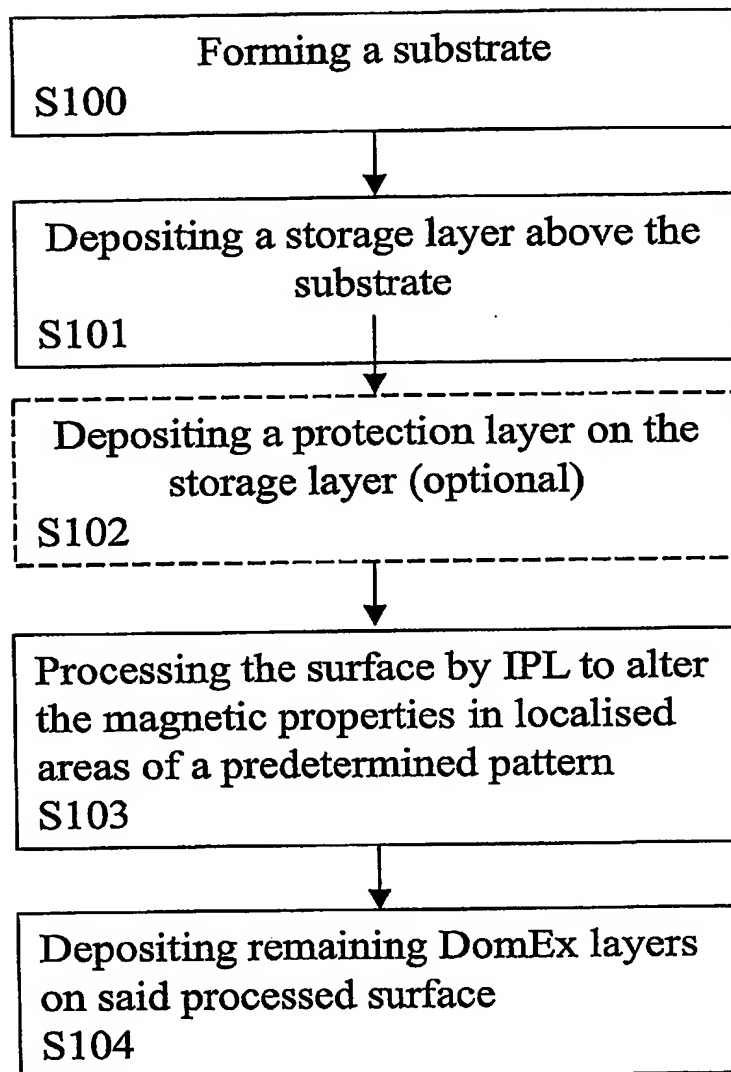 Forming a substrate
S100
Depositing a storage layer above the
substrate
S101
Depositing a protection layer on the
storage layer (optional)
S102
Processing the surface by IPL to alter
the magnetic properties in localised
areas of a predetermined pattern
S103
Depositing remaining DomEx layers
on said processed surface
S104